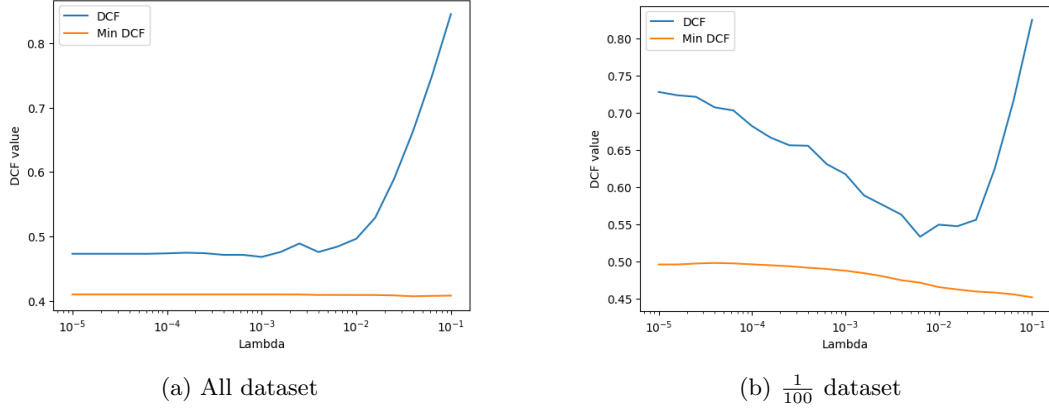 DCF
Min DCF
0.8
0.7
0.6
0.5
0.4
DCF value
10^{-5}
10^{-4}
10^{-3}
10^{-2}
10^{-1}
Lambda
(a) All dataset
DCF
Min DCF
0.80
0.75
0.70
0.65
0.60
0.55
0.50
0.45
DCF value
10^{-5}
10^{-4}
10^{-3}
10^{-2}
10^{-1}
Lambda
(b) \frac{1}{100} dataset